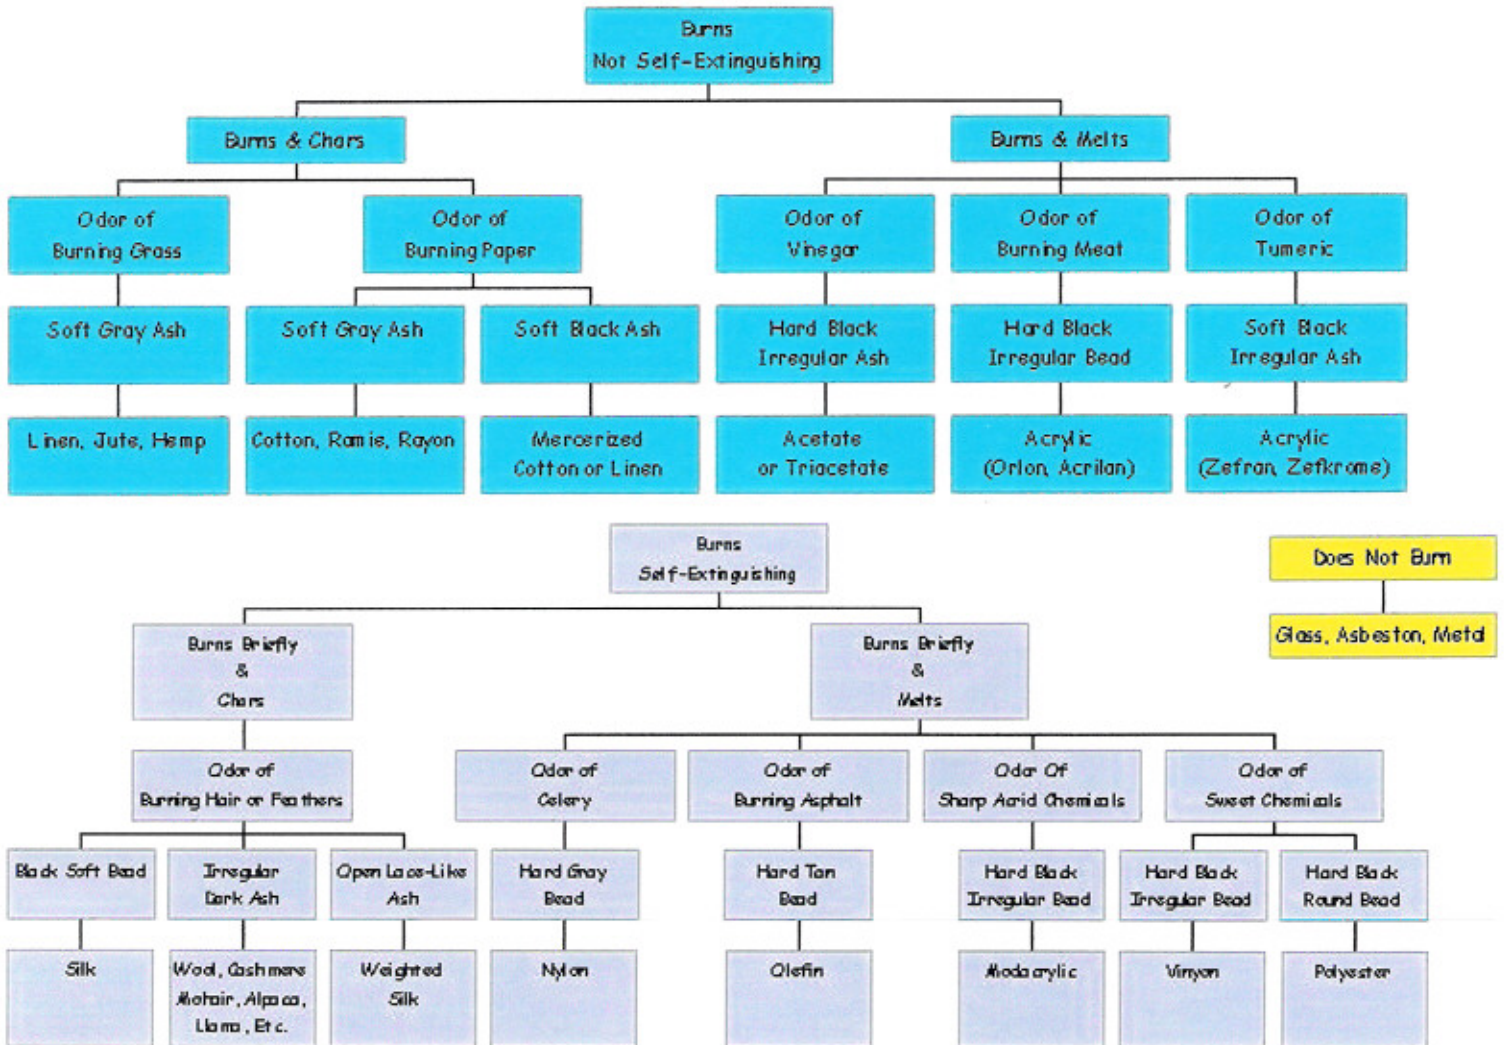 Burns
Not Self-Extinguishing
Burns & Chars
Burns & Melts
Odor of
Burning Grass
Odor of
Burning Paper
Odor of
Vinegar
Odor of
Burning Meat
Odor of
Tumeric
Soft Gray Ash
Soft Gray Ash
Soft Black Ash
Hard Black
Irregular Ash
Hard Black
Irregular Bead
Soft Black
Irregular Ash
Linen, Jute, Hemp
Cotton, Ramie, Rayon
Mercerized
Cotton or Linen
Acetate
or Triacetate
Acrylic
(Orlon, Acrilan)
Acrylic
(Zefran, Zefkrome)
Burns
Self-Extinguishing
Does Not Burn
Glass, Asbeston, Metal
Burns Briefly
&
Chars
Burns Briefly
&
Melts
Odor of
Burning Hair or Feathers
Odor of
Celery
Odor of
Burning Asphalt
Odor Of
Sharp Acrid Chemicals
Odor of
Sweet Chemicals
Black Soft Bead
Irregular
Dark Ash
Open Lace-Like
Ash
Hard Gray
Bead
Hard Tan
Bead
Hard Black
Irregular Bead
Hard Black
Irregular Bead
Hard Black
Round Bead
Silk
Wool, Cashmere
Mohair, Alpaca,
Llama, Etc.
Weighted
Silk
Nylon
Olefin
Modacrylic
Vinyon
Polyester